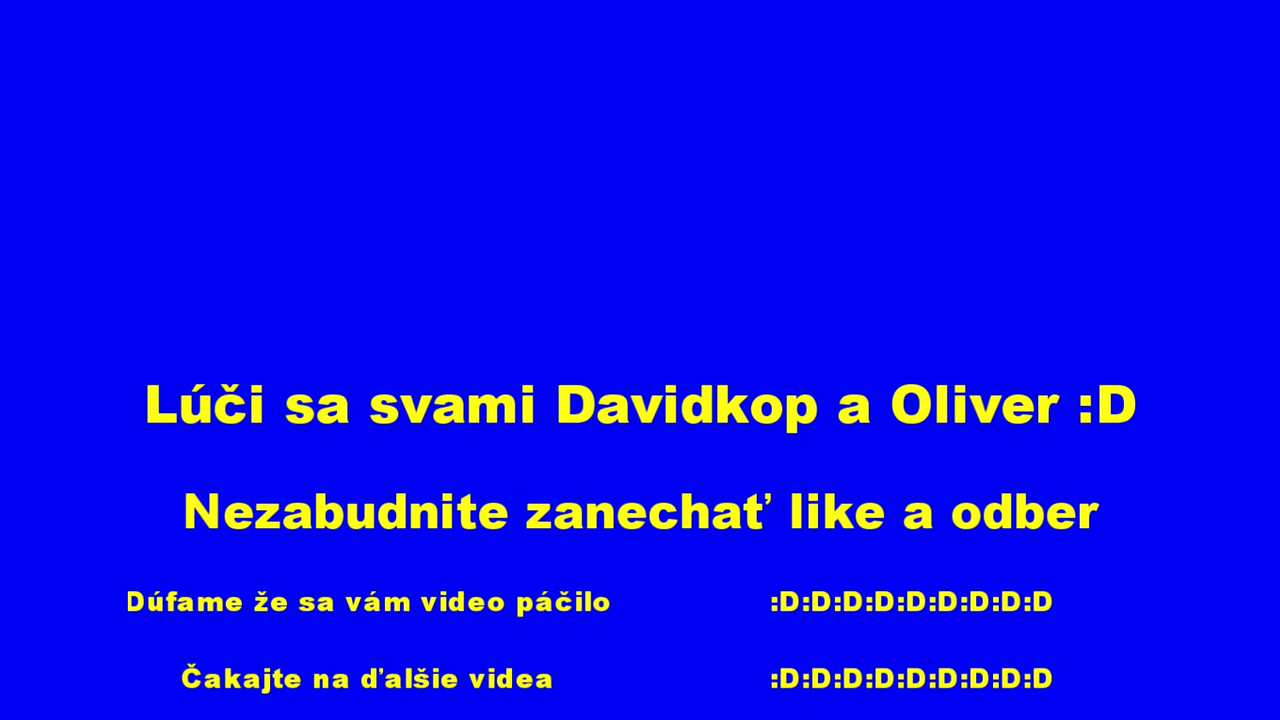 Lúči sa svami Davidkop a Oliver :D
Nezabudnite zanechať like a odber
Dúfame že sa vám video páčilo :D:D:D:D:D:D:D:D:D
Čakajte na ďalšie videa :D:D:D:D:D:D:D:D:D